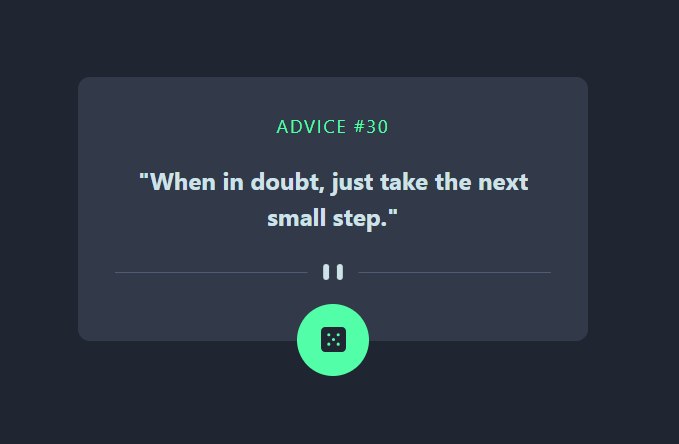 ADVICE #30
"When in doubt, just take the next
small step."